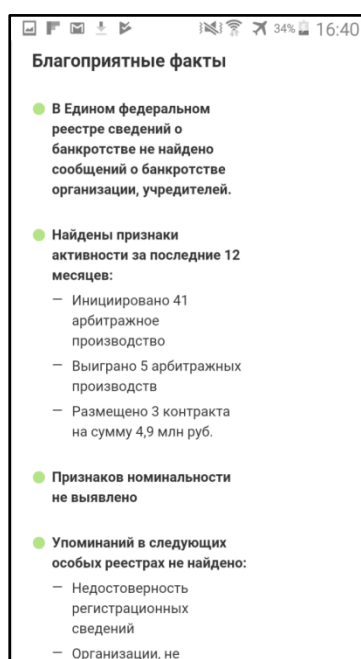 34% 16:40
Благоприятные факты
В Едином федеральном
реестре сведений о
банкротстве не найдено
сообщений о банкротстве
организации, учредителей.
Найдены признаки
активности за последние 12
месяцев:
— Инициировано 41
арбитражное
производство
— Выиграно 5 арбитражных
производств
— Размещено 3 контракта
на сумму 4,9 млн руб.
Признаков номинальности
не выявлено
Упоминаний в следующих
особых реестрах не найдено:
— Недостоверность
регистрационных
сведений
— Организации, не